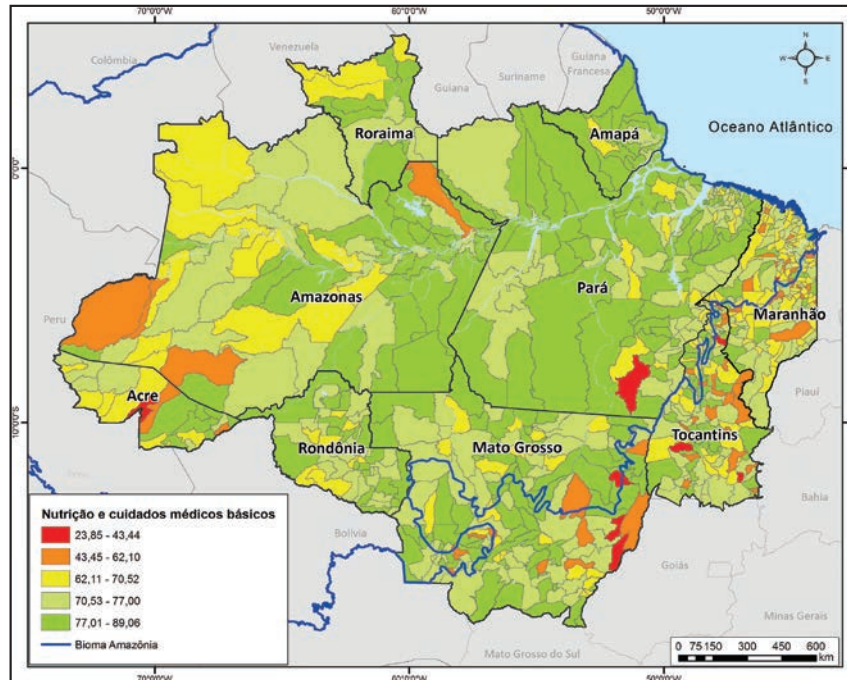 70°0'0"W
60°0'0"W
50°0'0"W
Colômbia
Venezuela
Guiana
Suriname
Guiana
Francesa
N
W
E
S
Oceano Atlântico
Roraima
Amapá
0°0'0"
Amazonas
Pará
Maranhão
Peru
Piauí
Acre
10°0'0"S
Rondônia
Mato Grosso
Tocantins
Bahia
Bolívia
Goiás
Minas Gerais
Mato Grosso do Sul
Nutrição e cuidados médicos básicos
23,85 - 43,44
43,45 - 62,10
62,11 - 70,52
70,53 - 77,00
77,01 - 89,06
Bioma Amazônia
0 75 150 300 450 600
km
70°0'0"W
60°0'0"W
50°0'0"W